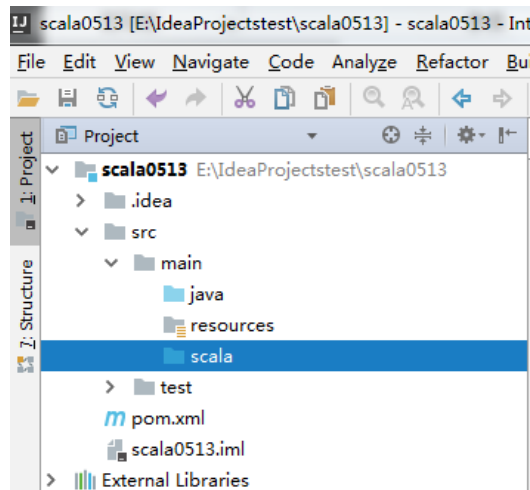 scala0513 [E:\IdeaProjectstest\scala0513] - scala0513 - Int
File Edit View Navigate Code Analyze Refactor Bui
Project
1: Project
7: Structure
scala0513 E:\IdeaProjectstest\scala0513
.idea
src
main
java
resources
scala
test
m pom.xml
scala0513.iml
External Libraries